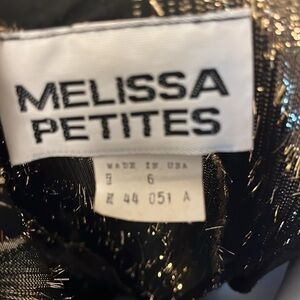 MELISSA
PETITES
MADE IN USA
6
44 051 A